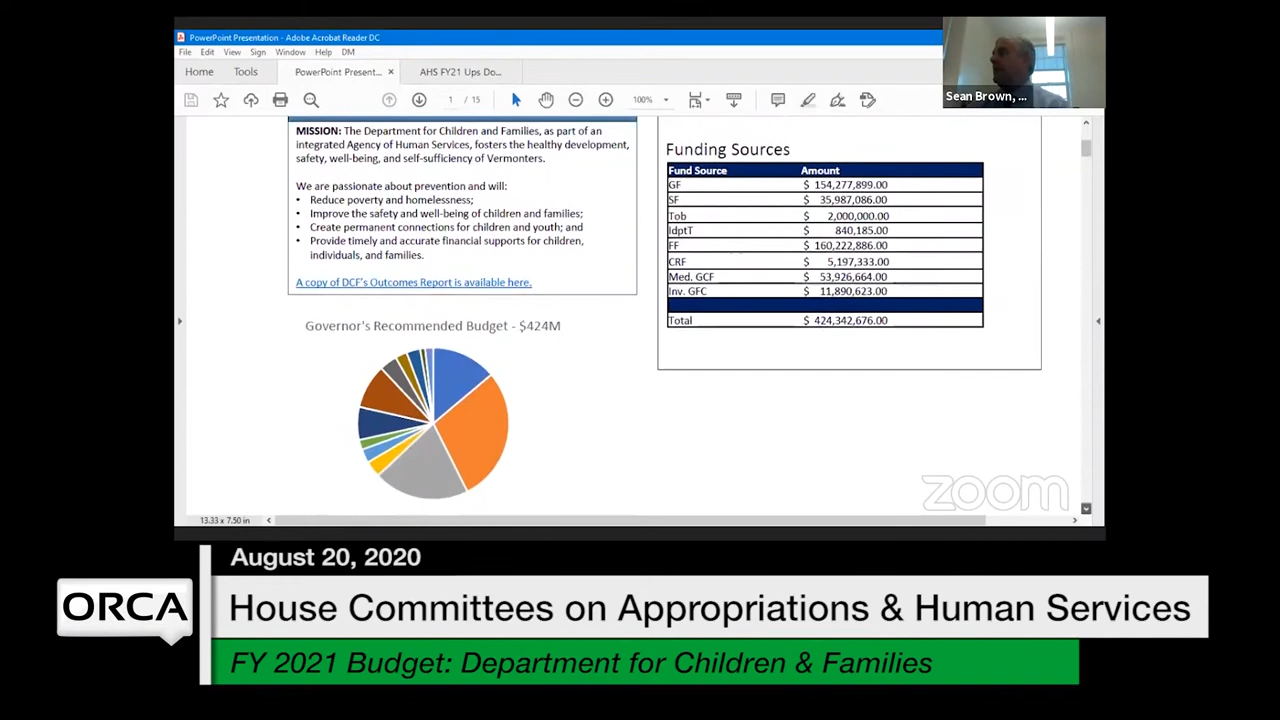 PowerPoint Presentation - Adobe Acrobat Reader DC
File Edit View Sign Window Help DM
Home Tools PowerPoint Present... × AHS FY21 Ups Do...
1 / 15 100%
Sean Brown, ...
MISSION: The Department for Children and Families, as part of an
integrated Agency of Human Services, fosters the healthy development,
safety, well-being, and self-sufficiency of Vermonters.
We are passionate about prevention and will:
• Reduce poverty and homelessness;
• Improve the safety and well-being of children and families;
• Create permanent connections for children and youth; and
• Provide timely and accurate financial supports for children,
individuals, and families.
A copy of DCF's Outcomes Report is available here.
Governor's Recommended Budget - $424M
Funding Sources
Fund Source Amount
GF $ 154,277,899.00
SF $ 35,987,086.00
Tob $ 2,000,000.00
IdptT $ 840,185.00
FF $ 160,222,886.00
CRF $ 5,197,333.00
Med. GCF $ 53,926,664.00
Inv. GFC $ 11,890,623.00
Total $ 424,342,676.00
zoom
13.33 x 7.50 in
August 20, 2020
ORCA
House Committees on Appropriations & Human Services
FY 2021 Budget: Department for Children & Families